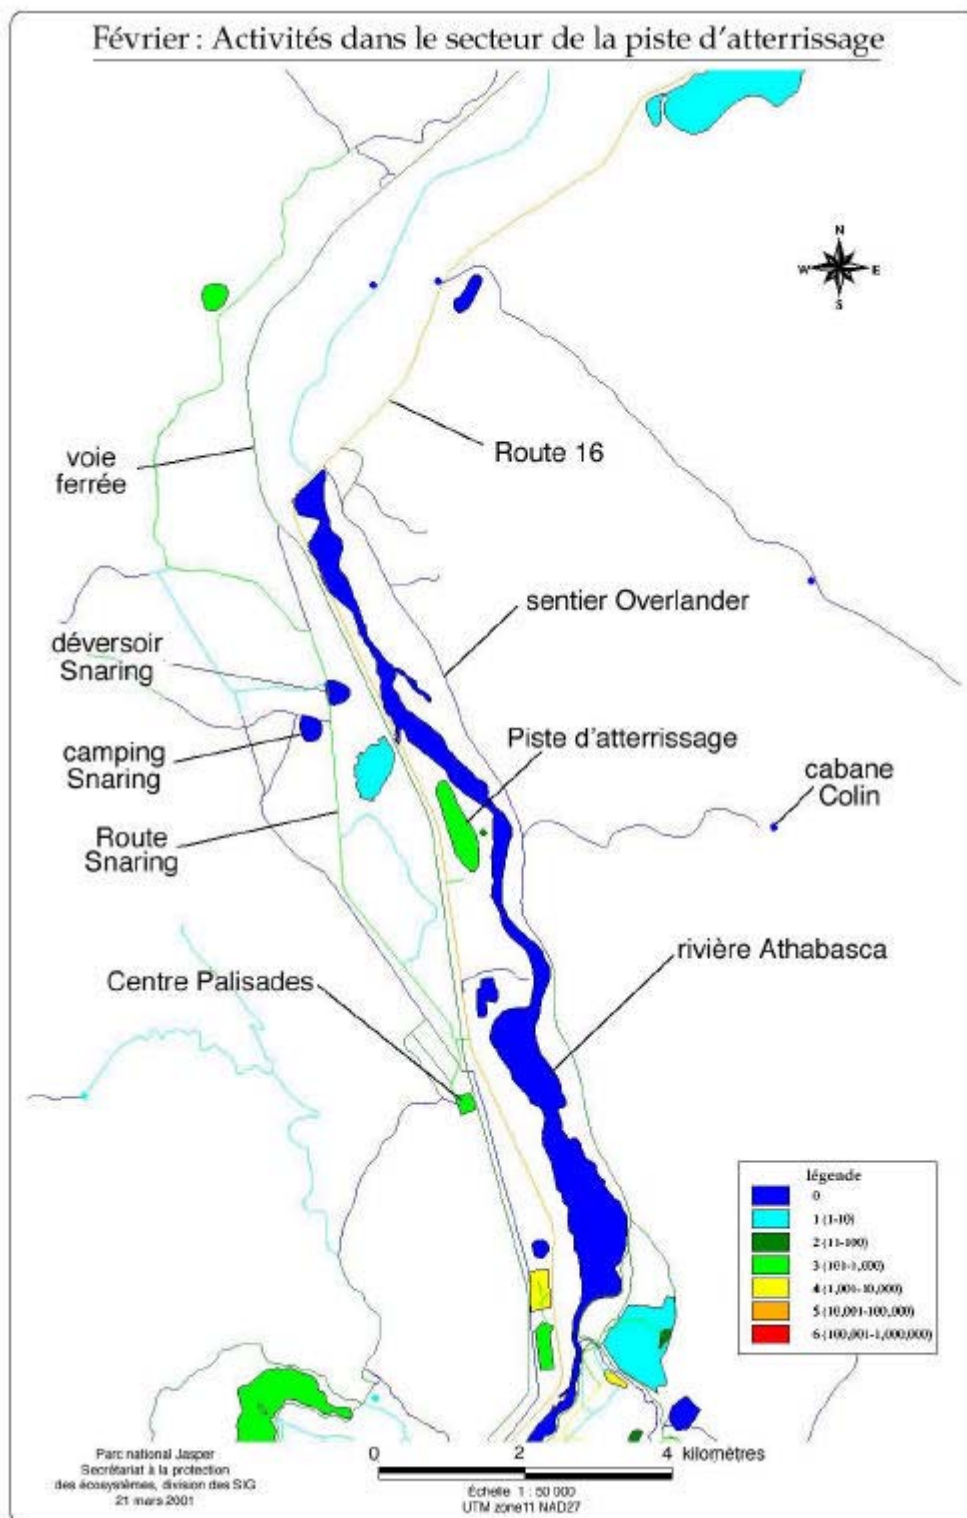 Février : Activités dans le secteur de la piste d'atterrissage
N
W E
S
Route 16
voie
ferrée
sentier Overlander
déversoir
Snaring
camping
Snaring
Piste d'atterrissage
cabane
Colin
Route
Snaring
rivière Athabasca
Centre Palisades
légende
0
1 (1-10)
2 (11-100)
3 (101-1,000)
4 (1,001-10,000)
5 (10,001-100,000)
6 (100,001-1,000,000)
Parc national Jasper
Secrétariat à la protection
des écosystèmes, division des SIG
21 mars 2001
0 2 4 kilomètres
Échelle 1 : 50 000
UTM zone11 NAD27